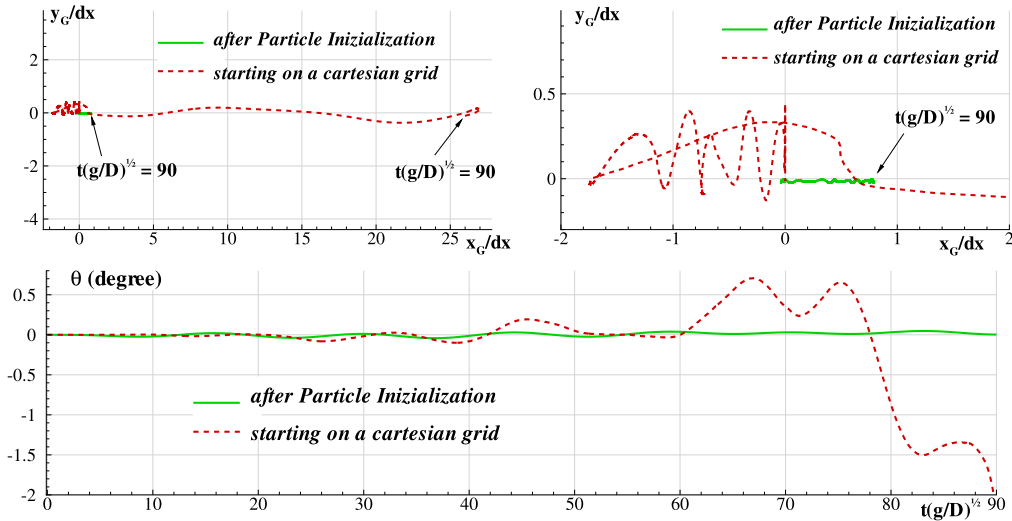 y_G/dx
after Particle Inizialization
starting on a cartesian grid
2
0
-2
-4
t(g/D)^½ = 90
t(g/D)^½ = 90
0 5 10 15 20 25
x_G/dx
y_G/dx
after Particle Inizialization
starting on a cartesian grid
0.5
0
t(g/D)^½ = 90
-2 -1 0 1 2
x_G/dx
θ (degree)
0.5
0
-0.5
-1
-1.5
-2
after Particle Inizialization
starting on a cartesian grid
0 10 20 30 40 50 60 70 80 90
t(g/D)^½